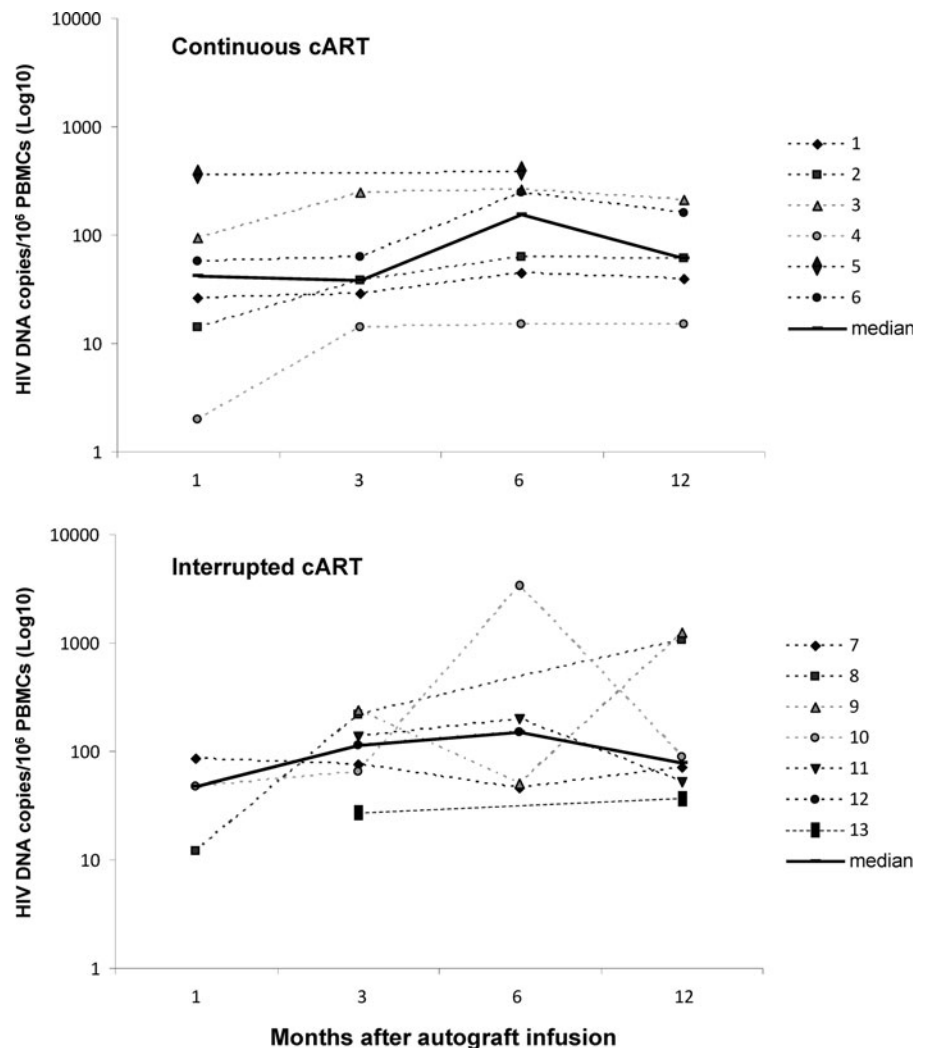 Continuous cART
HIV DNA copies/10⁶ PBMCs (Log10)
10000
1000
100
10
1
1 3 6 12
1
2
3
4
5
6
median
Interrupted cART
HIV DNA copies/10⁶ PBMCs (Log10)
10000
1000
100
10
1
1 3 6 12
7
8
9
10
11
12
13
median
Months after autograft infusion